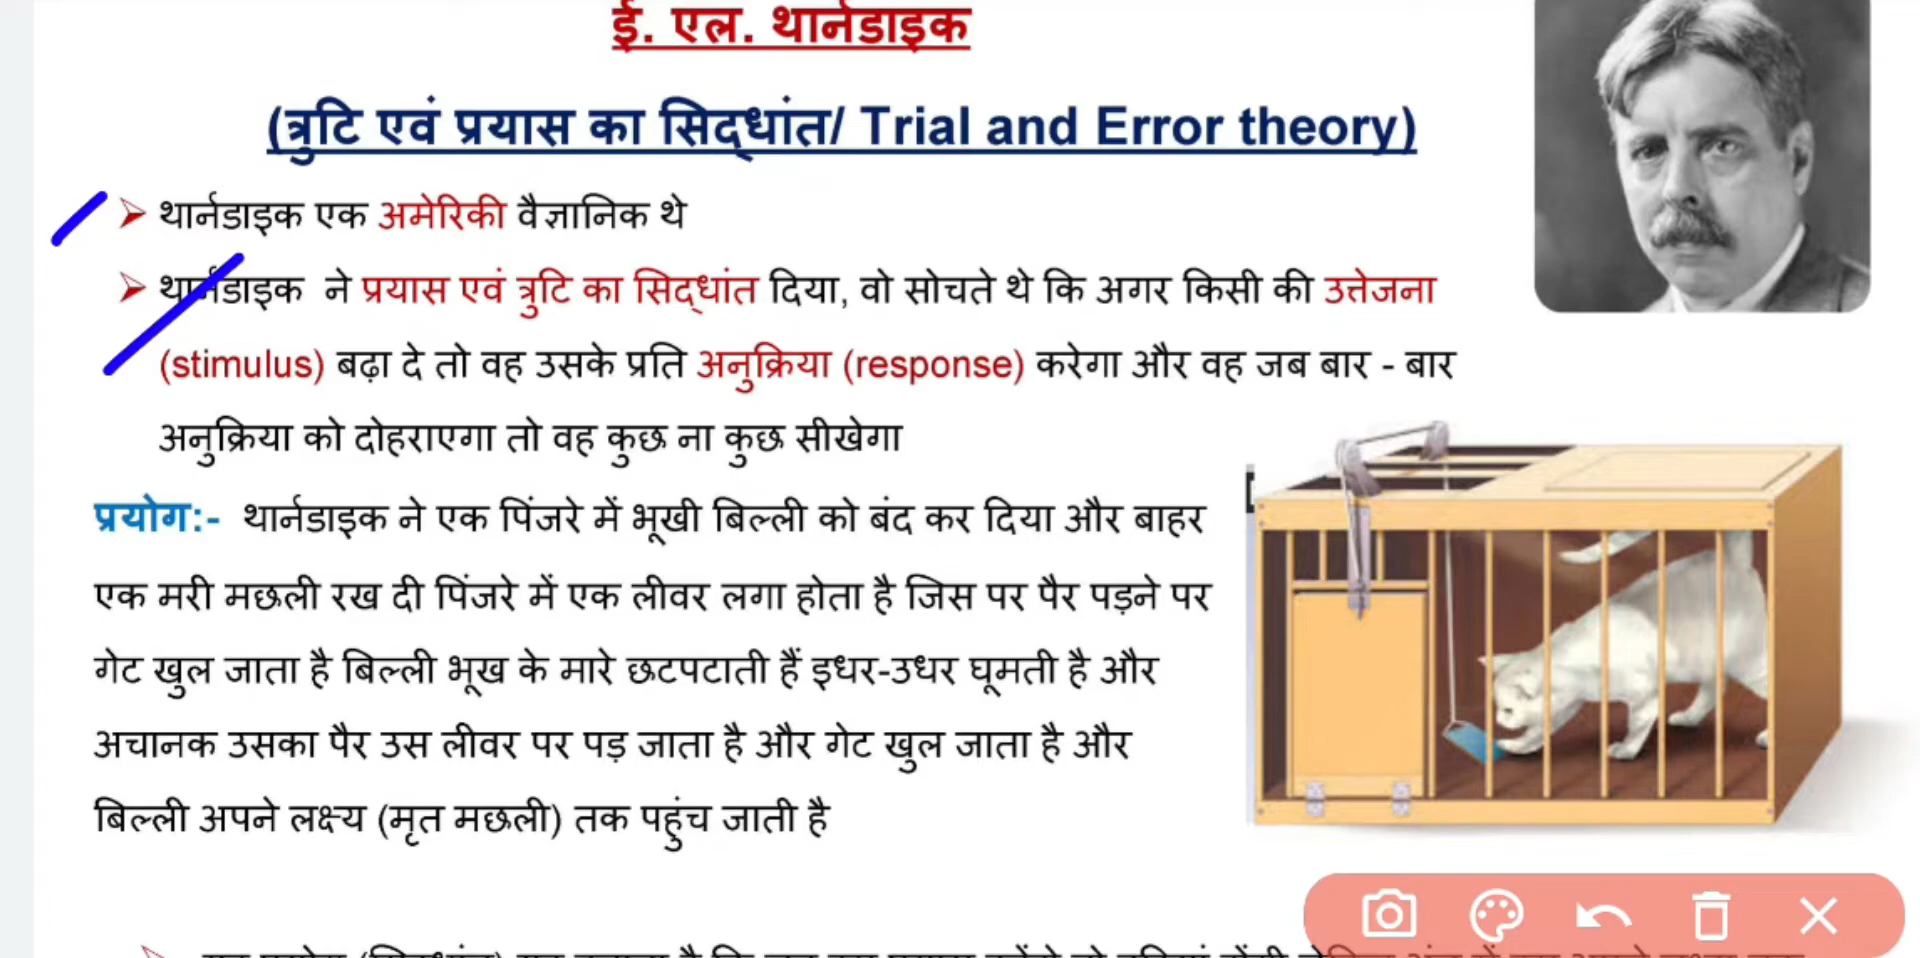 ई. एल. थार्नडाइक
(त्रुटि एवं प्रयास का सिद्धांत/ Trial and Error theory)
थार्नडाइक एक अमेरिकी वैज्ञानिक थे
थार्नडाइक ने प्रयास एवं त्रुटि का सिद्धांत दिया, वो सोचते थे कि अगर किसी की उत्तेजना
(stimulus) बढ़ा दे तो वह उसके प्रति अनुक्रिया (response) करेगा और वह जब बार - बार
अनुक्रिया को दोहराएगा तो वह कुछ ना कुछ सीखेगा
प्रयोग:- थार्नडाइक ने एक पिंजरे में भूखी बिल्ली को बंद कर दिया और बाहर
एक मरी मछली रख दी पिंजरे में एक लीवर लगा होता है जिस पर पैर पड़ने पर
गेट खुल जाता है बिल्ली भूख के मारे छटपटाती हैं इधर-उधर घूमती है और
अचानक उसका पैर उस लीवर पर पड़ जाता है और गेट खुल जाता है और
बिल्ली अपने लक्ष्य (मृत मछली) तक पहुंच जाती है